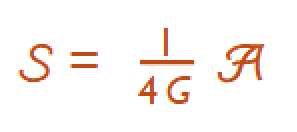 S = 1/(4G) A